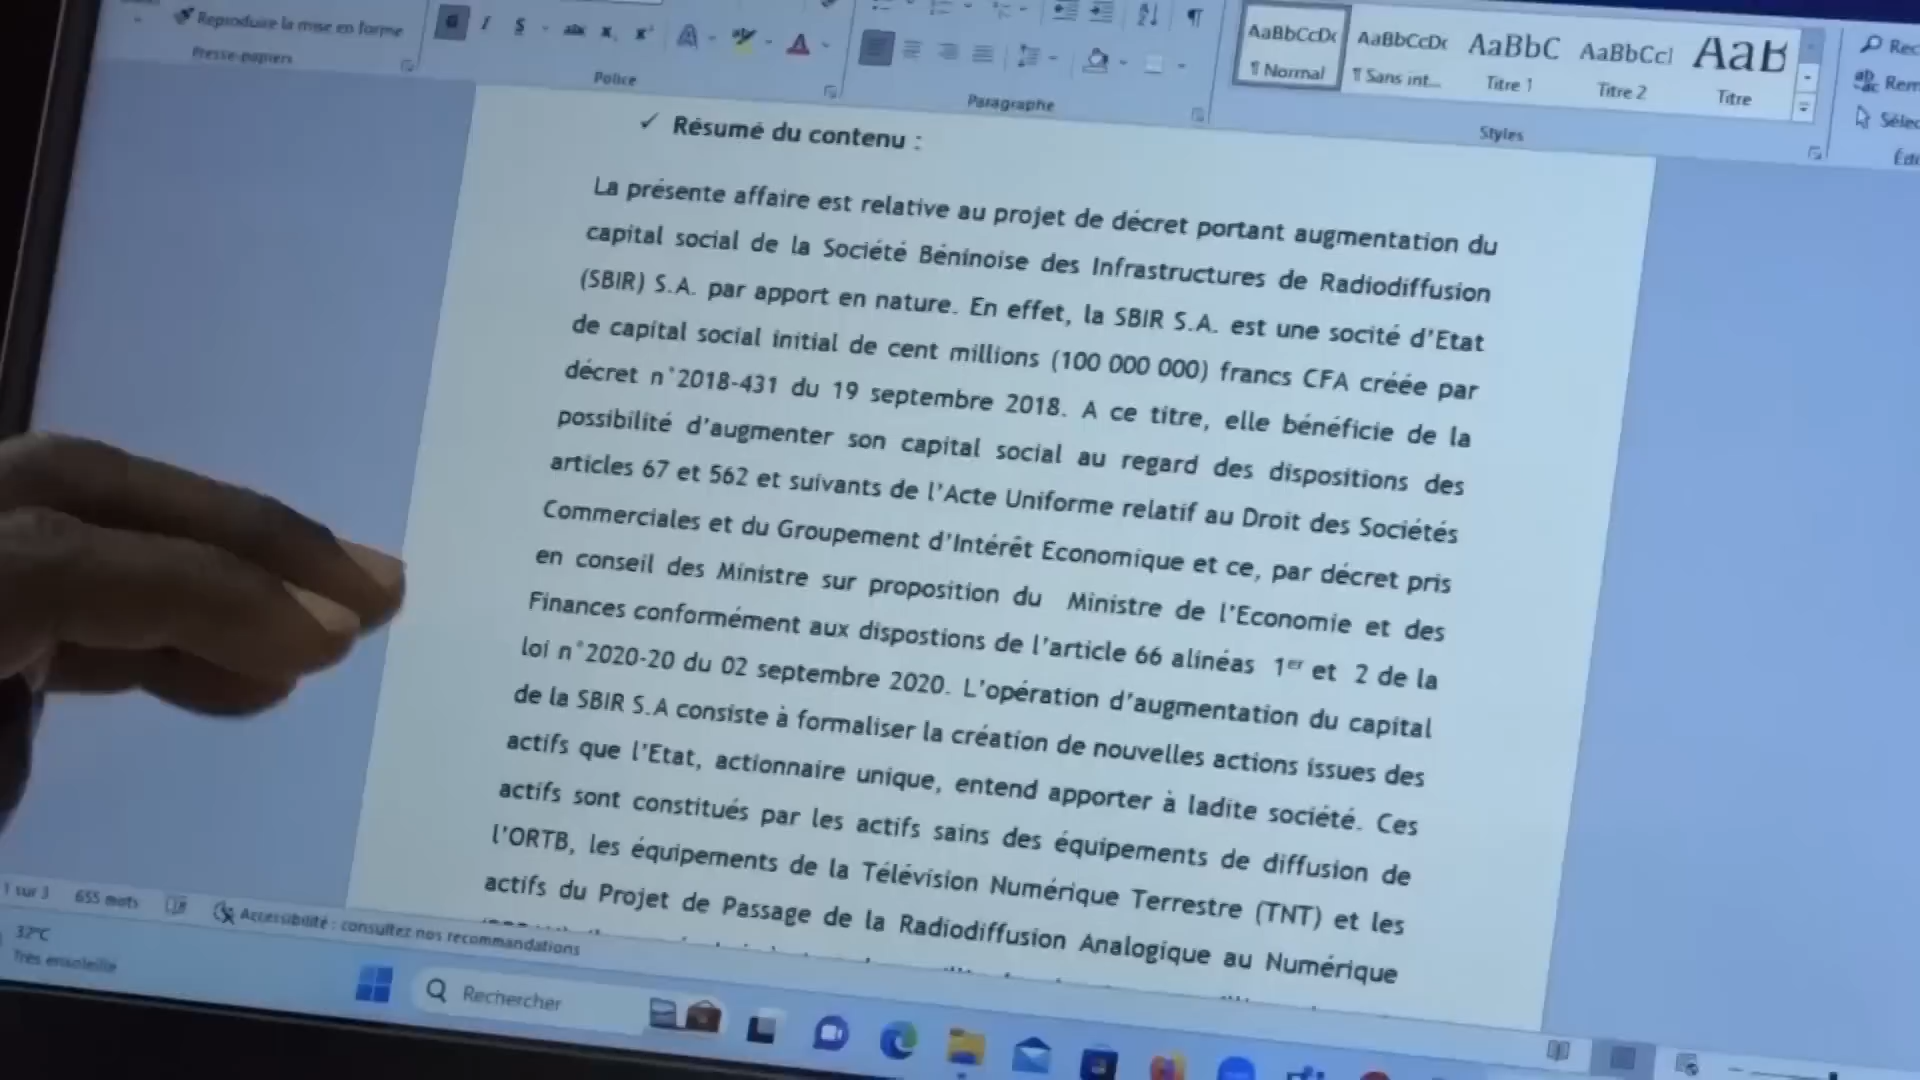 Reproduire la mise en forme
Presse-papiers
Police
Paragraphe
AaBbCcDc AaBbCcDc AaBbC AaBbCcI AaB
¶ Normal ¶ Sans int... Titre 1 Titre 2 Titre
Styles
Rec
Rem
Sélec
✓ Résumé du contenu :
La présente affaire est relative au projet de décret portant augmentation du
capital social de la Société Béninoise des Infrastructures de Radiodiffusion
(SBIR) S.A. par apport en nature. En effet, la SBIR S.A. est une socité d'Etat
de capital social initial de cent millions (100 000 000) francs CFA créée par
décret n°2018-431 du 19 septembre 2018. A ce titre, elle bénéficie de la
possibilité d'augmenter son capital social au regard des dispositions des
articles 67 et 562 et suivants de l'Acte Uniforme relatif au Droit des Sociétés
Commerciales et du Groupement d'Intérêt Economique et ce, par décret pris
en conseil des Ministre sur proposition du Ministre de l'Economie et des
Finances conformément aux dispostions de l'article 66 alinéas 1er et 2 de la
loi n°2020-20 du 02 septembre 2020. L'opération d'augmentation du capital
de la SBIR S.A consiste à formaliser la création de nouvelles actions issues des
actifs que l'Etat, actionnaire unique, entend apporter à ladite société. Ces
actifs sont constitués par les actifs sains des équipements de diffusion de
l'ORTB, les équipements de la Télévision Numérique Terrestre (TNT) et les
actifs du Projet de Passage de la Radiodiffusion Analogique au Numérique
1 sur 3 655 mots Accessibilité : consultez nos recommandations
32°C
Très ensoleillé
Rechercher